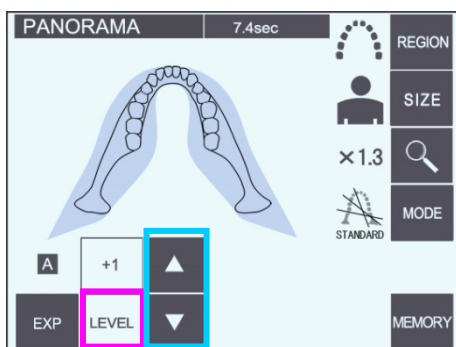 PANORAMA 7.4sec
REGION
SIZE
×1.3
MODE
STANDARD
A +1
EXP LEVEL MEMORY